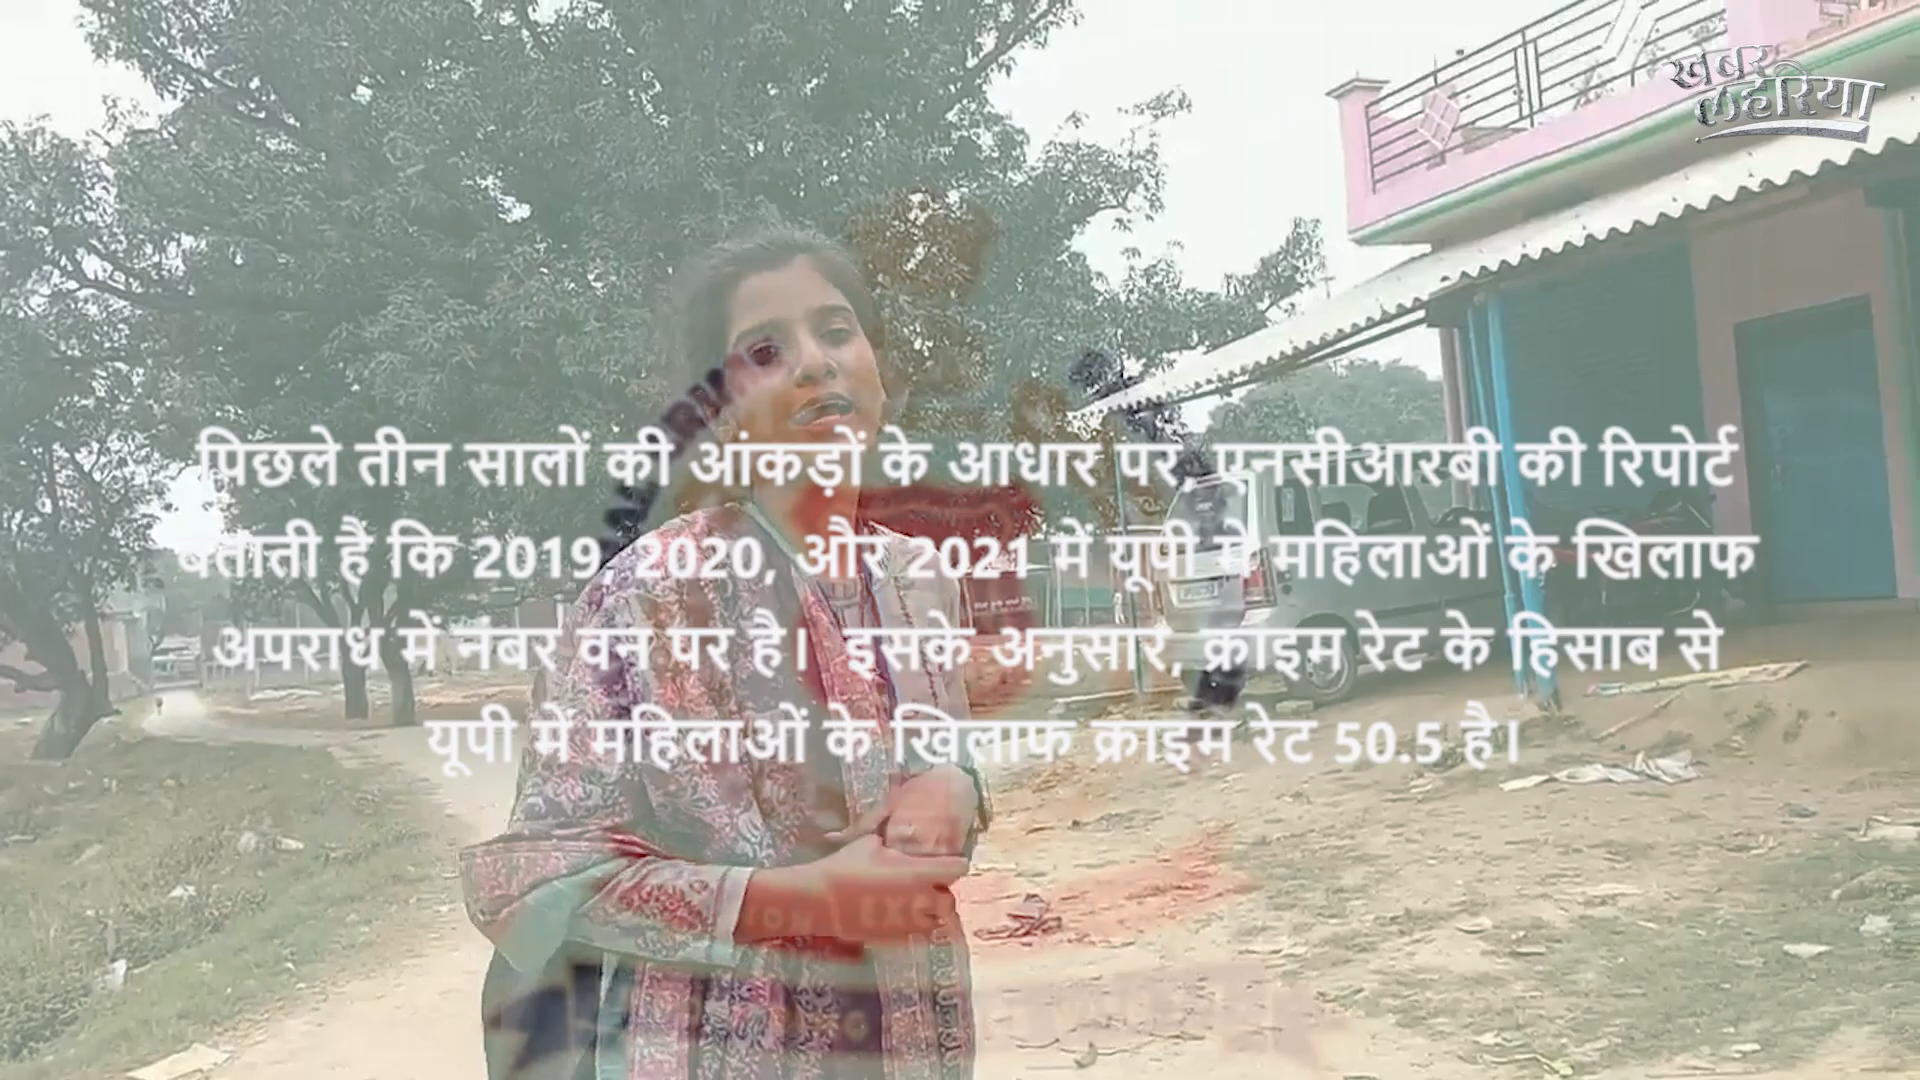 खबर
लहरिया
पिछले तीन सालों की आंकड़ों के आधार पर, एनसीआरबी की रिपोर्ट
बताती है कि 2019, 2020, और 2021 में यूपी में महिलाओं के खिलाफ
अपराध में नबर वन पर है। इसके अनुसार, क्राइम रेट के हिसाब से
यूपी में महिलाओं के खिलाफ क्राइम रेट 50.5 है।